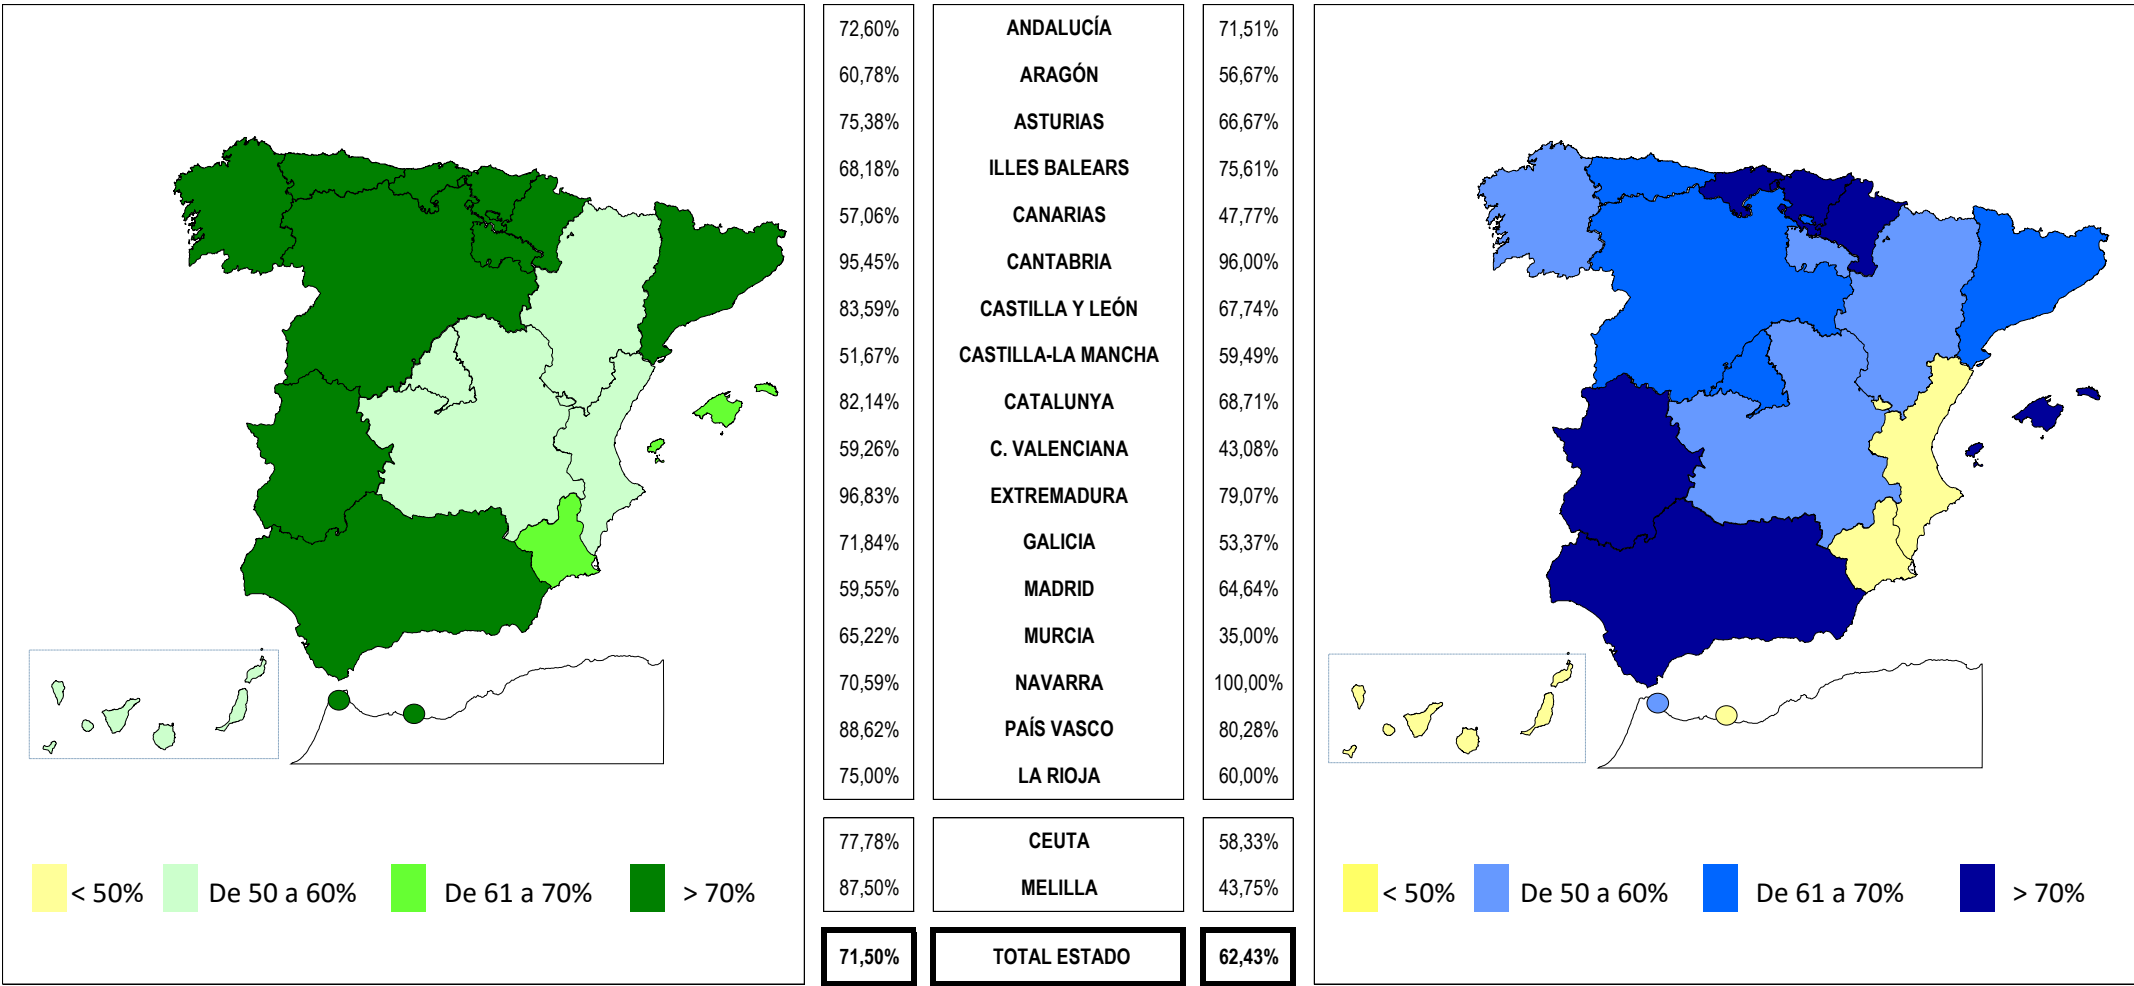 72,60% ANDALUCÍA 71,51%
60,78% ARAGÓN 56,67%
75,38% ASTURIAS 66,67%
68,18% ILLES BALEARS 75,61%
57,06% CANARIAS 47,77%
95,45% CANTABRIA 96,00%
83,59% CASTILLA Y LEÓN 67,74%
51,67% CASTILLA-LA MANCHA 59,49%
82,14% CATALUNYA 68,71%
59,26% C. VALENCIANA 43,08%
96,83% EXTREMADURA 79,07%
71,84% GALICIA 53,37%
59,55% MADRID 64,64%
65,22% MURCIA 35,00%
70,59% NAVARRA 100,00%
88,62% PAÍS VASCO 80,28%
75,00% LA RIOJA 60,00%
77,78% CEUTA 58,33%
87,50% MELILLA 43,75%
71,50% TOTAL ESTADO 62,43%
< 50% De 50 a 60% De 61 a 70% > 70%
< 50% De 50 a 60% De 61 a 70% > 70%